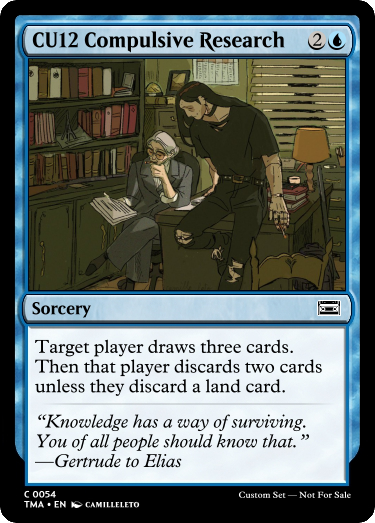 CU12 Compulsive Research 2
Sorcery
Target player draws three cards.
Then that player discards two cards
unless they discard a land card.
“Knowledge has a way of surviving.
You of all people should know that.”
—Gertrude to Elias
C 0054
TMA • EN CAMILLELETO
Custom Set — Not For Sale